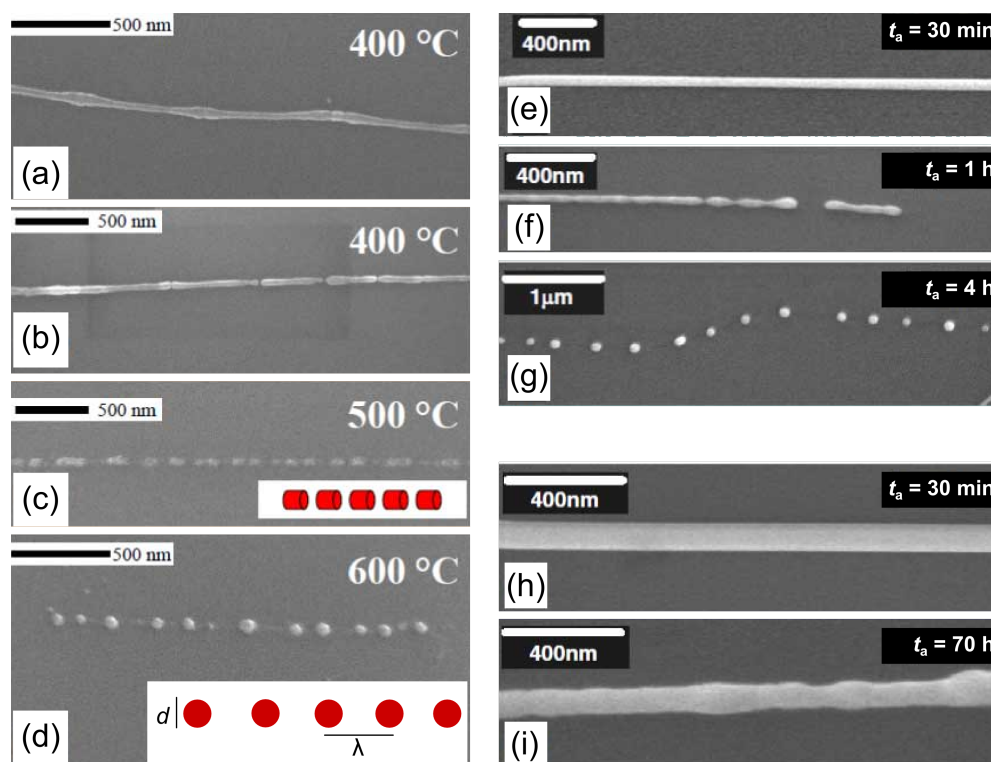 500 nm
400 °C
(a)
500 nm
400 °C
(b)
500 nm
500 °C
(c)
500 nm
600 °C
d
λ
(d)
400nm
tₐ = 30 min
(e)
400nm
tₐ = 1 h
(f)
1μm
tₐ = 4 h
(g)
400nm
tₐ = 30 min
(h)
400nm
tₐ = 70 h
(i)